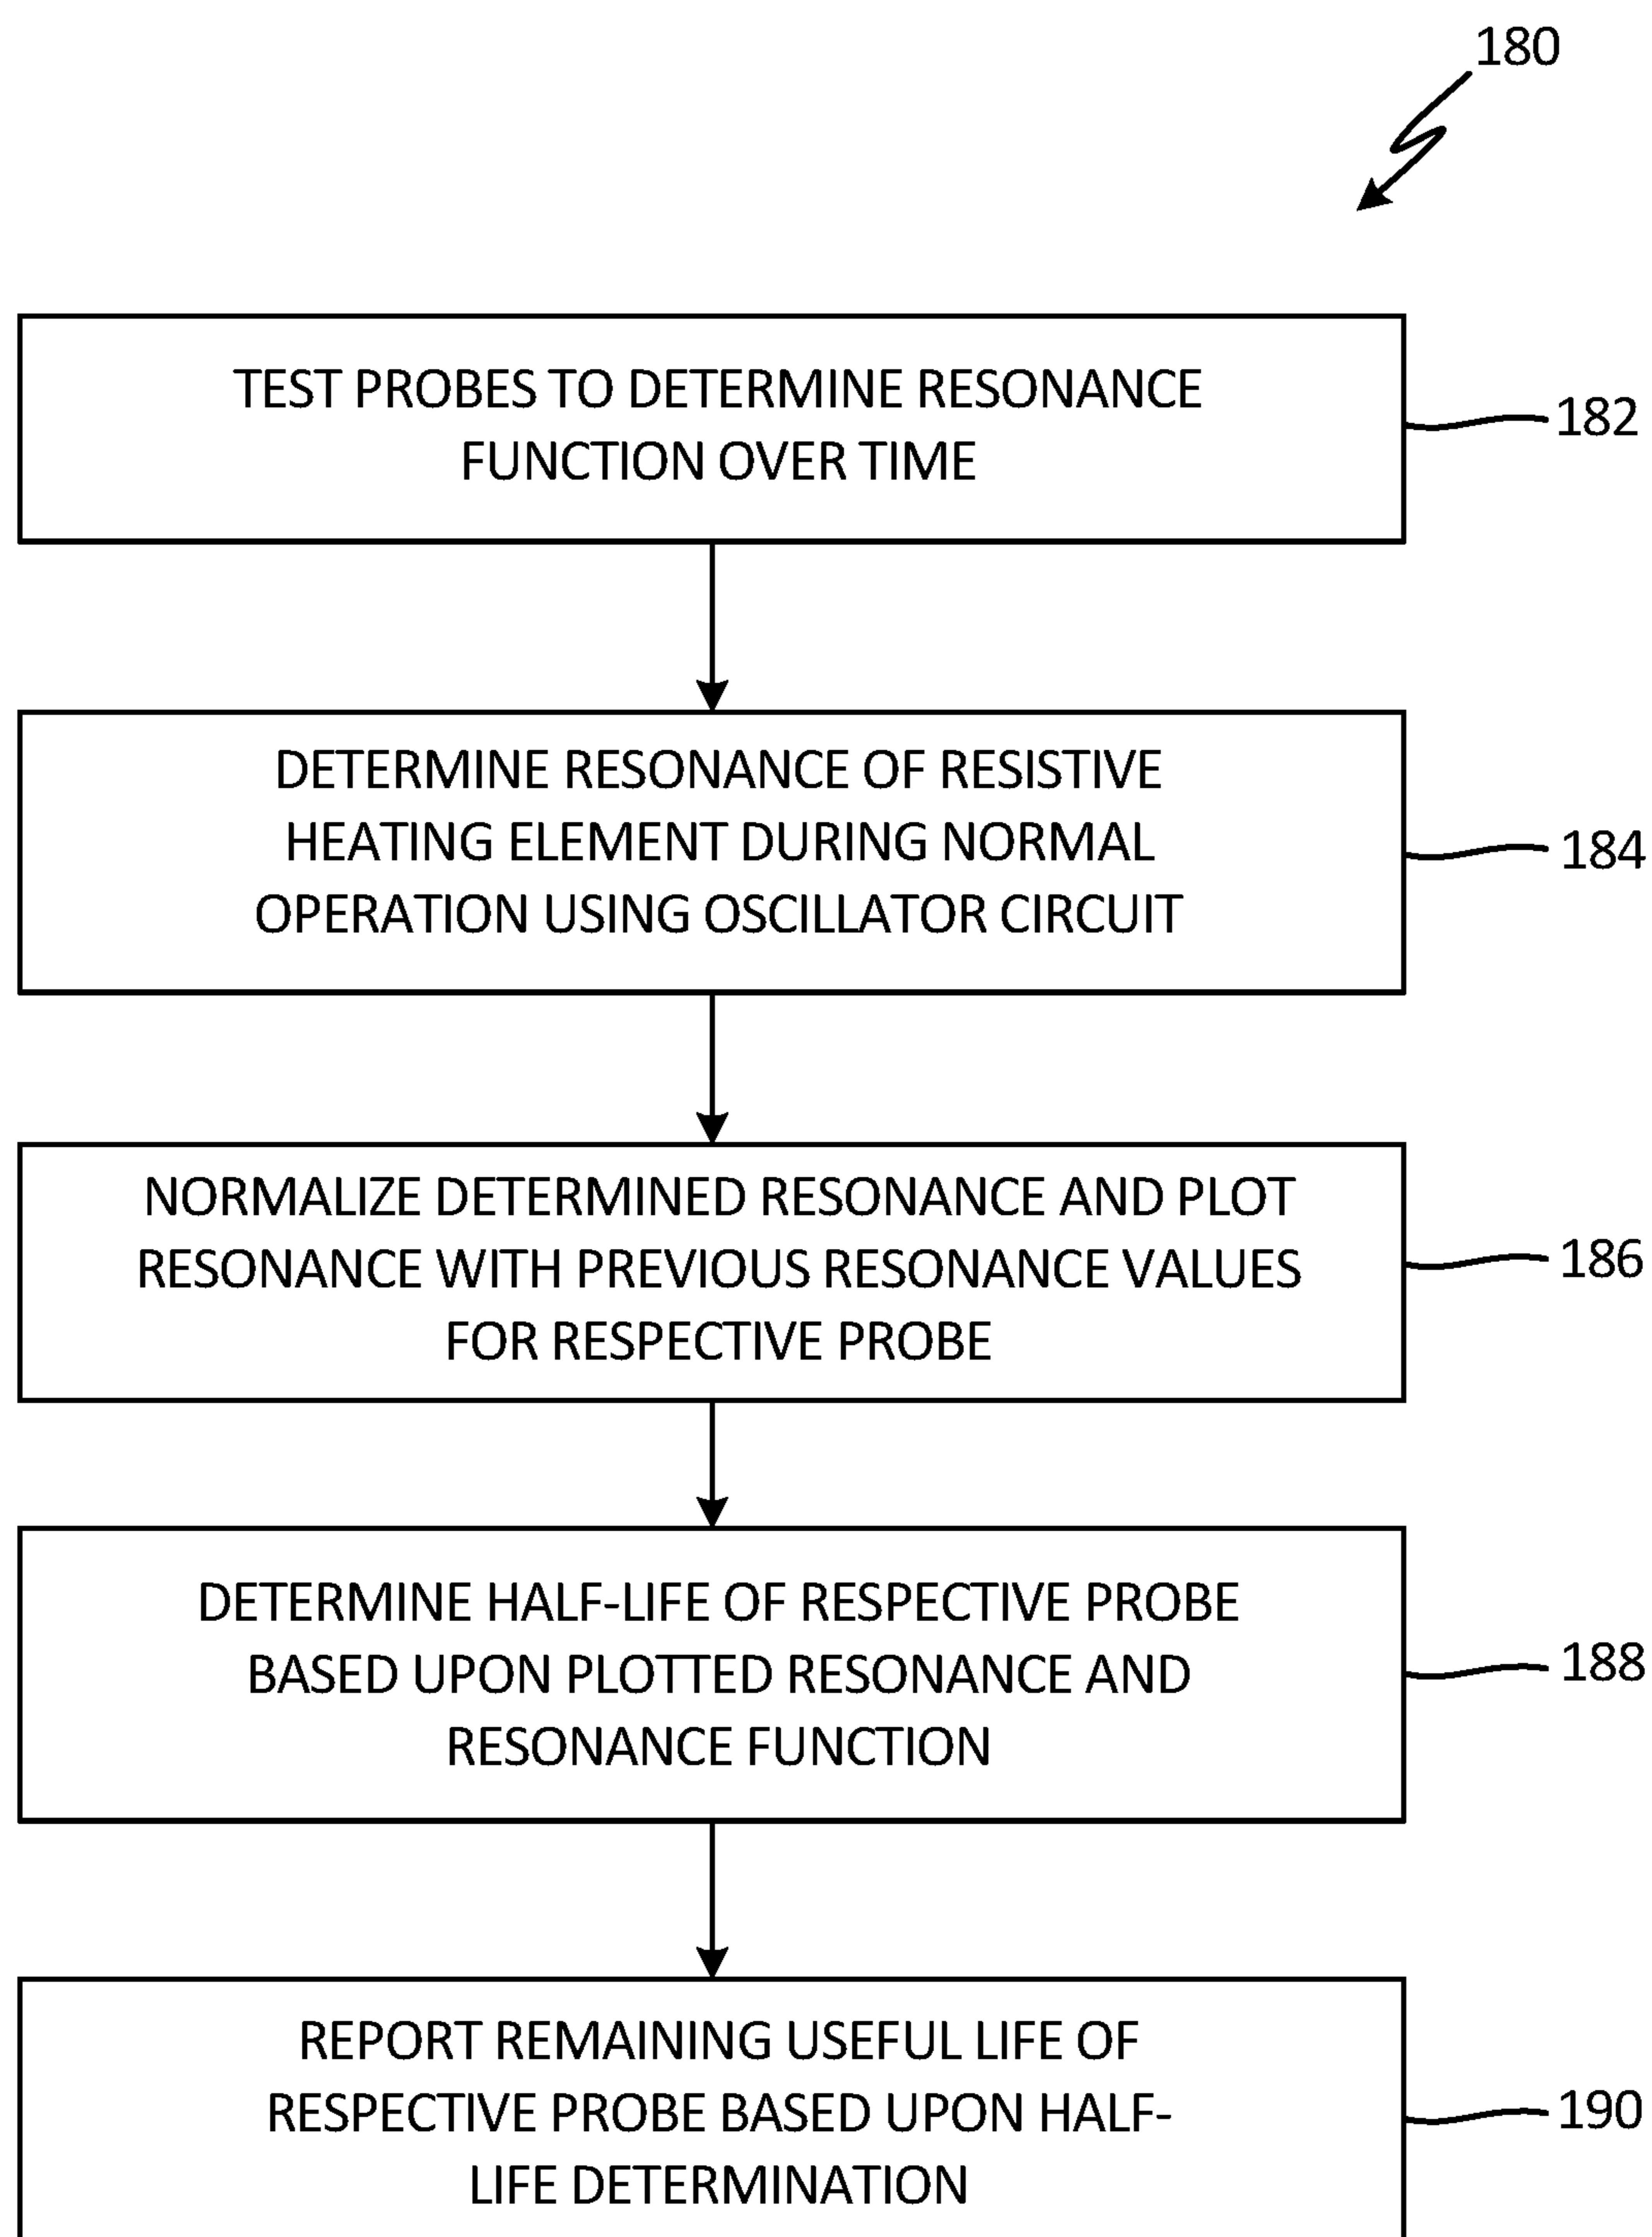 180
TEST PROBES TO DETERMINE RESONANCE
FUNCTION OVER TIME
182
DETERMINE RESONANCE OF RESISTIVE
HEATING ELEMENT DURING NORMAL
OPERATION USING OSCILLATOR CIRCUIT
184
NORMALIZE DETERMINED RESONANCE AND PLOT
RESONANCE WITH PREVIOUS RESONANCE VALUES
FOR RESPECTIVE PROBE
186
DETERMINE HALF-LIFE OF RESPECTIVE PROBE
BASED UPON PLOTTED RESONANCE AND
RESONANCE FUNCTION
188
REPORT REMAINING USEFUL LIFE OF
RESPECTIVE PROBE BASED UPON HALF-
LIFE DETERMINATION
190